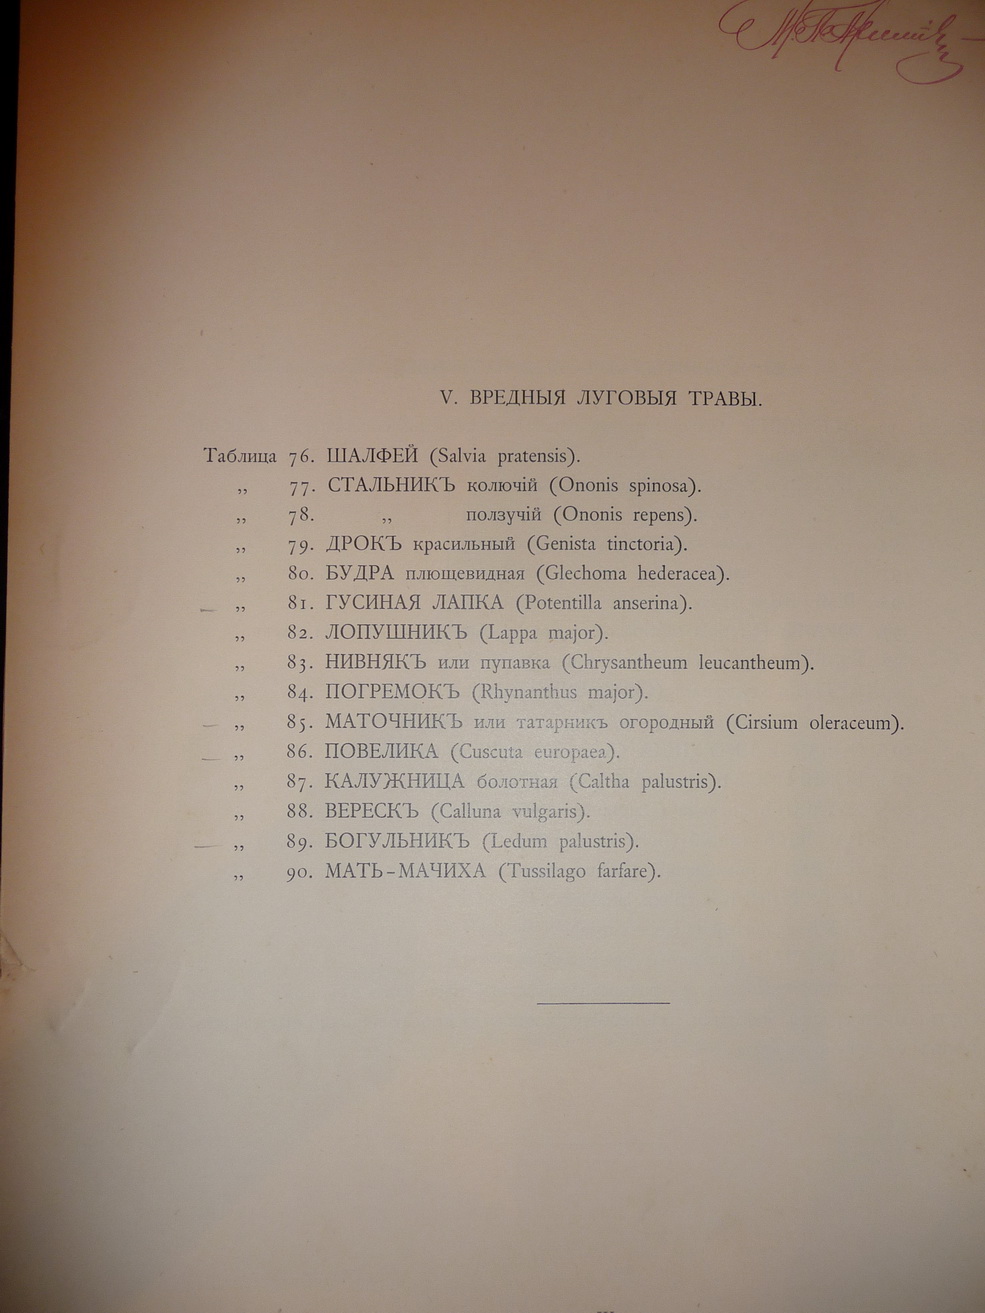 V. ВРЕДНЫЯ ЛУГОВЫЯ ТРАВЫ.
Таблица 76. ШАЛФЕЙ (Salvia pratensis).
„ 77. СТАЛЬНИКЪ колючій (Ononis spinosa).
„ 78. „ ползучій (Ononis repens).
„ 79. ДРОКЪ красильный (Genista tinctoria).
„ 80. БУДРА плющевидная (Glechoma hederacea).
„ 81. ГУСИНАЯ ЛАПКА (Potentilla anserina).
„ 82. ЛОПУШНИКЪ (Lappa major).
„ 83. НИВНЯКЪ или пупавка (Chrysantheum leucantheum).
„ 84. ПОГРЕМОКЪ (Rhynanthus major).
„ 85. МАТОЧНИКЪ или татарникъ огородный (Cirsium oleraceum).
„ 86. ПОВЕЛИКА (Cuscuta europaea).
„ 87. КАЛУЖНИЦА болотная (Caltha palustris).
„ 88. ВЕРЕСКЪ (Calluna vulgaris).
„ 89. БОГУЛЬНИКЪ (Ledum palustris).
„ 90. МАТЬ-МАЧИХА (Tussilago farfare).